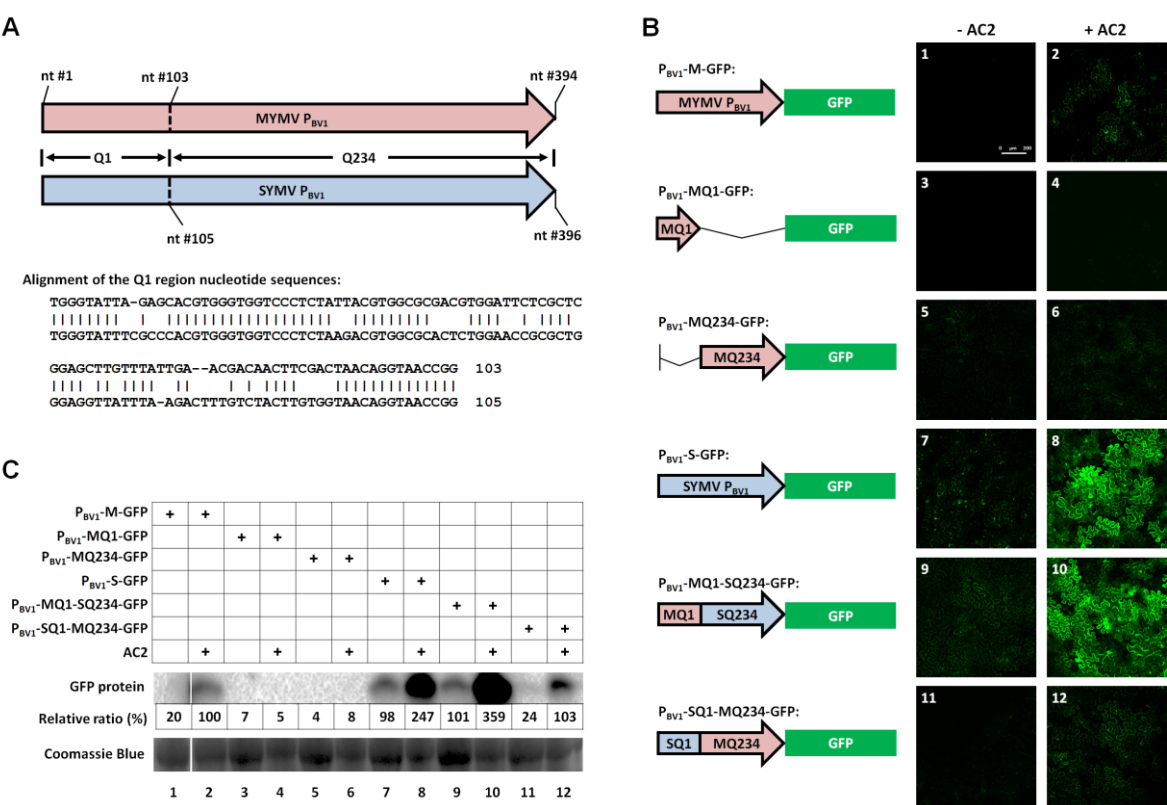 A
nt #1
nt #103
nt #394
MYMV PBV1
Q1
Q234
SYMV PBV1
nt #105
nt #396
Alignment of the Q1 region nucleotide sequences:
TGGGTATTA-GAGCACGTGGGTGGTCCCTCTATTACGTGGCGCGACGTGGATTCTCGCTC
TGGGTATTTCGCCCACGTGGGTGGTCCCTCTAAGACGTGGCGCACTCTGGAACCGCGCTG
GGAGCTTGTTTATTGA--ACGACAACTTCGACTAACAGGTAACCGG 103
GGAGGTTATTTA-AGACTTTGTCTACTTGTGGTAACAGGTAACCGG 105
B
- AC2
+ AC2
PBV1-M-GFP:
MYMV PBV1
GFP
1
0 µm 200
2
PBV1-MQ1-GFP:
MQ1
GFP
3
4
PBV1-MQ234-GFP:
MQ234
GFP
5
6
PBV1-S-GFP:
SYMV PBV1
GFP
7
8
PBV1-MQ1-SQ234-GFP:
MQ1
SQ234
GFP
9
10
PBV1-SQ1-MQ234-GFP:
SQ1
MQ234
GFP
11
12
C
PBV1-M-GFP + +
PBV1-MQ1-GFP + +
PBV1-MQ234-GFP + +
PBV1-S-GFP + +
PBV1-MQ1-SQ234-GFP + +
PBV1-SQ1-MQ234-GFP + +
AC2 + + + + + +
GFP protein
Relative ratio (%) 20 100 7 5 4 8 98 247 101 359 24 103
Coomassie Blue
1 2 3 4 5 6 7 8 9 10 11 12